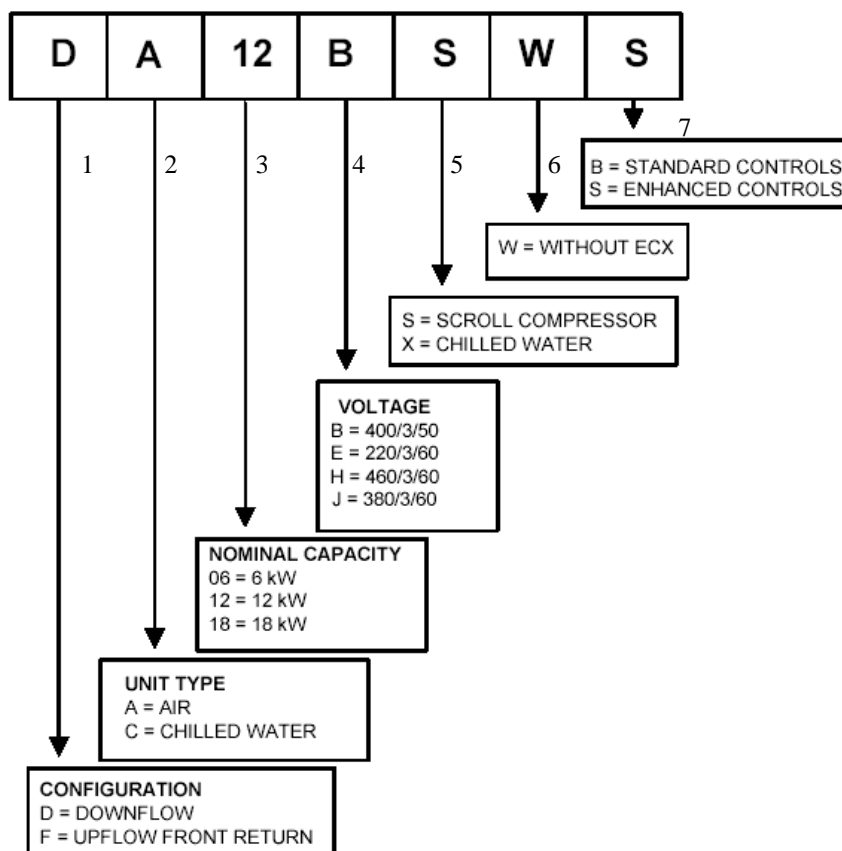 D A 12 B S W S
1 2 3 4 5 6 7
B = STANDARD CONTROLS
S = ENHANCED CONTROLS
W = WITHOUT ECX
S = SCROLL COMPRESSOR
X = CHILLED WATER
VOLTAGE
B = 400/3/50
E = 220/3/60
H = 460/3/60
J = 380/3/60
NOMINAL CAPACITY
06 = 6 kW
12 = 12 kW
18 = 18 kW
UNIT TYPE
A = AIR
C = CHILLED WATER
CONFIGURATION
D = DOWNFLOW
F = UPFLOW FRONT RETURN